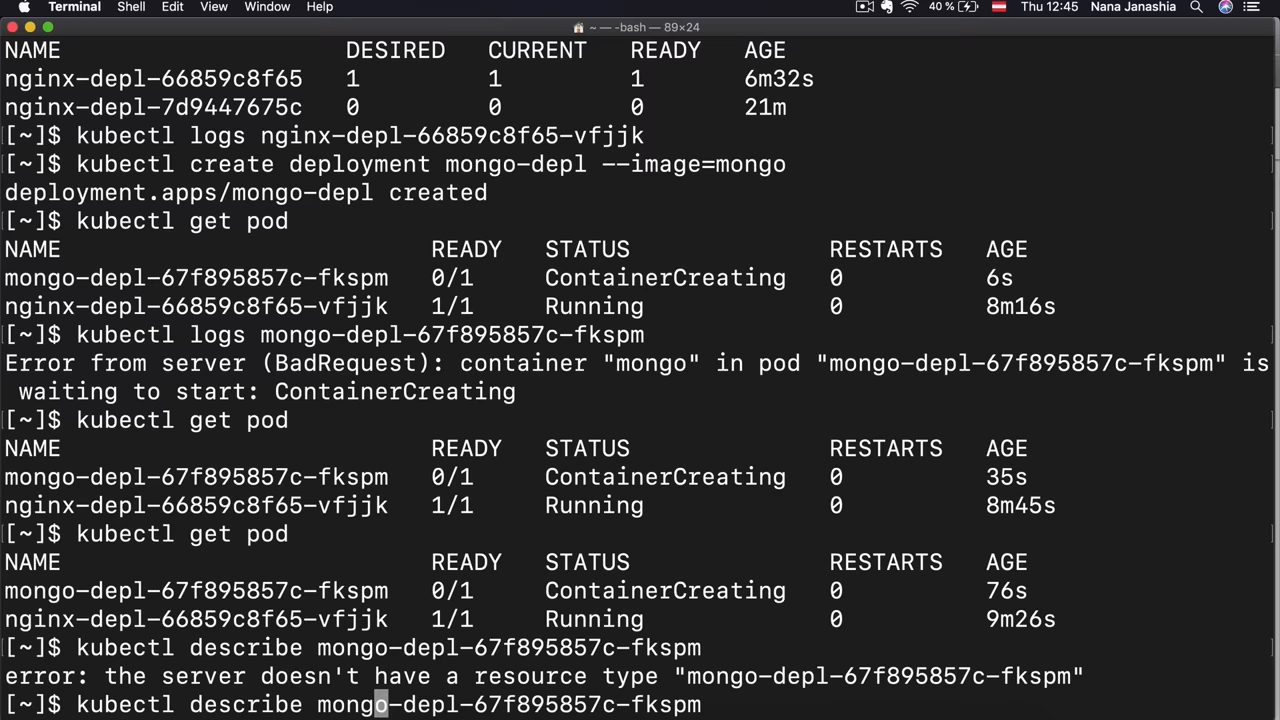 Terminal Shell Edit View Window Help 40 % Thu 12:45 Nana Janashia
~ — -bash — 89×24
NAME DESIRED CURRENT READY AGE
nginx-depl-66859c8f65 1 1 1 6m32s
nginx-depl-7d9447675c 0 0 0 21m
[~]$ kubectl logs nginx-depl-66859c8f65-vfjjk
[~]$ kubectl create deployment mongo-depl --image=mongo
deployment.apps/mongo-depl created
[~]$ kubectl get pod
NAME READY STATUS RESTARTS AGE
mongo-depl-67f895857c-fkspm 0/1 ContainerCreating 0 6s
nginx-depl-66859c8f65-vfjjk 1/1 Running 0 8m16s
[~]$ kubectl logs mongo-depl-67f895857c-fkspm
Error from server (BadRequest): container "mongo" in pod "mongo-depl-67f895857c-fkspm" is
waiting to start: ContainerCreating
[~]$ kubectl get pod
NAME READY STATUS RESTARTS AGE
mongo-depl-67f895857c-fkspm 0/1 ContainerCreating 0 35s
nginx-depl-66859c8f65-vfjjk 1/1 Running 0 8m45s
[~]$ kubectl get pod
NAME READY STATUS RESTARTS AGE
mongo-depl-67f895857c-fkspm 0/1 ContainerCreating 0 76s
nginx-depl-66859c8f65-vfjjk 1/1 Running 0 9m26s
[~]$ kubectl describe mongo-depl-67f895857c-fkspm
error: the server doesn't have a resource type "mongo-depl-67f895857c-fkspm"
[~]$ kubectl describe mongo-depl-67f895857c-fkspm